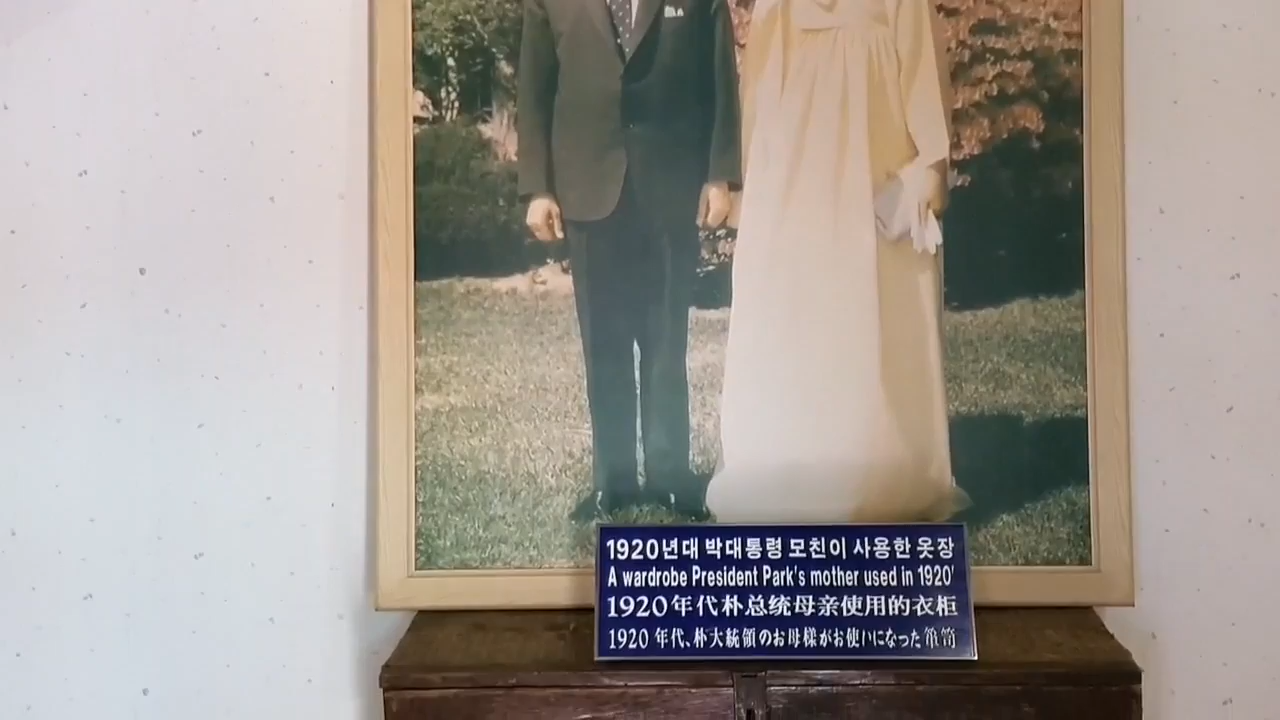 1920년대 박대통령 모친이 사용한 옷장
A wardrobe President Park's mother used in 1920'
1920年代朴总统母亲使用的衣柜
1920 年代、朴大統領のお母様がお使いになった箪笥